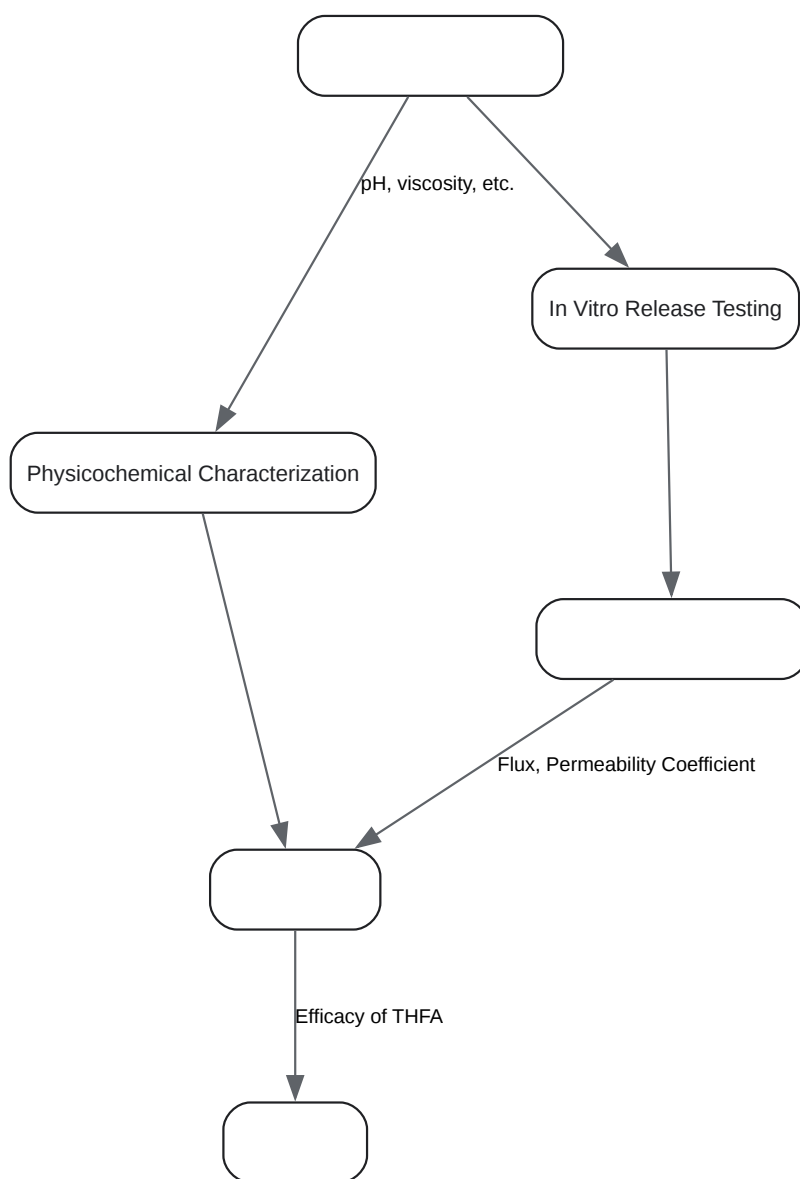 pH, viscosity, etc.
In Vitro Release Testing
Physicochemical Characterization
Flux, Permeability Coefficient
Efficacy of THFA